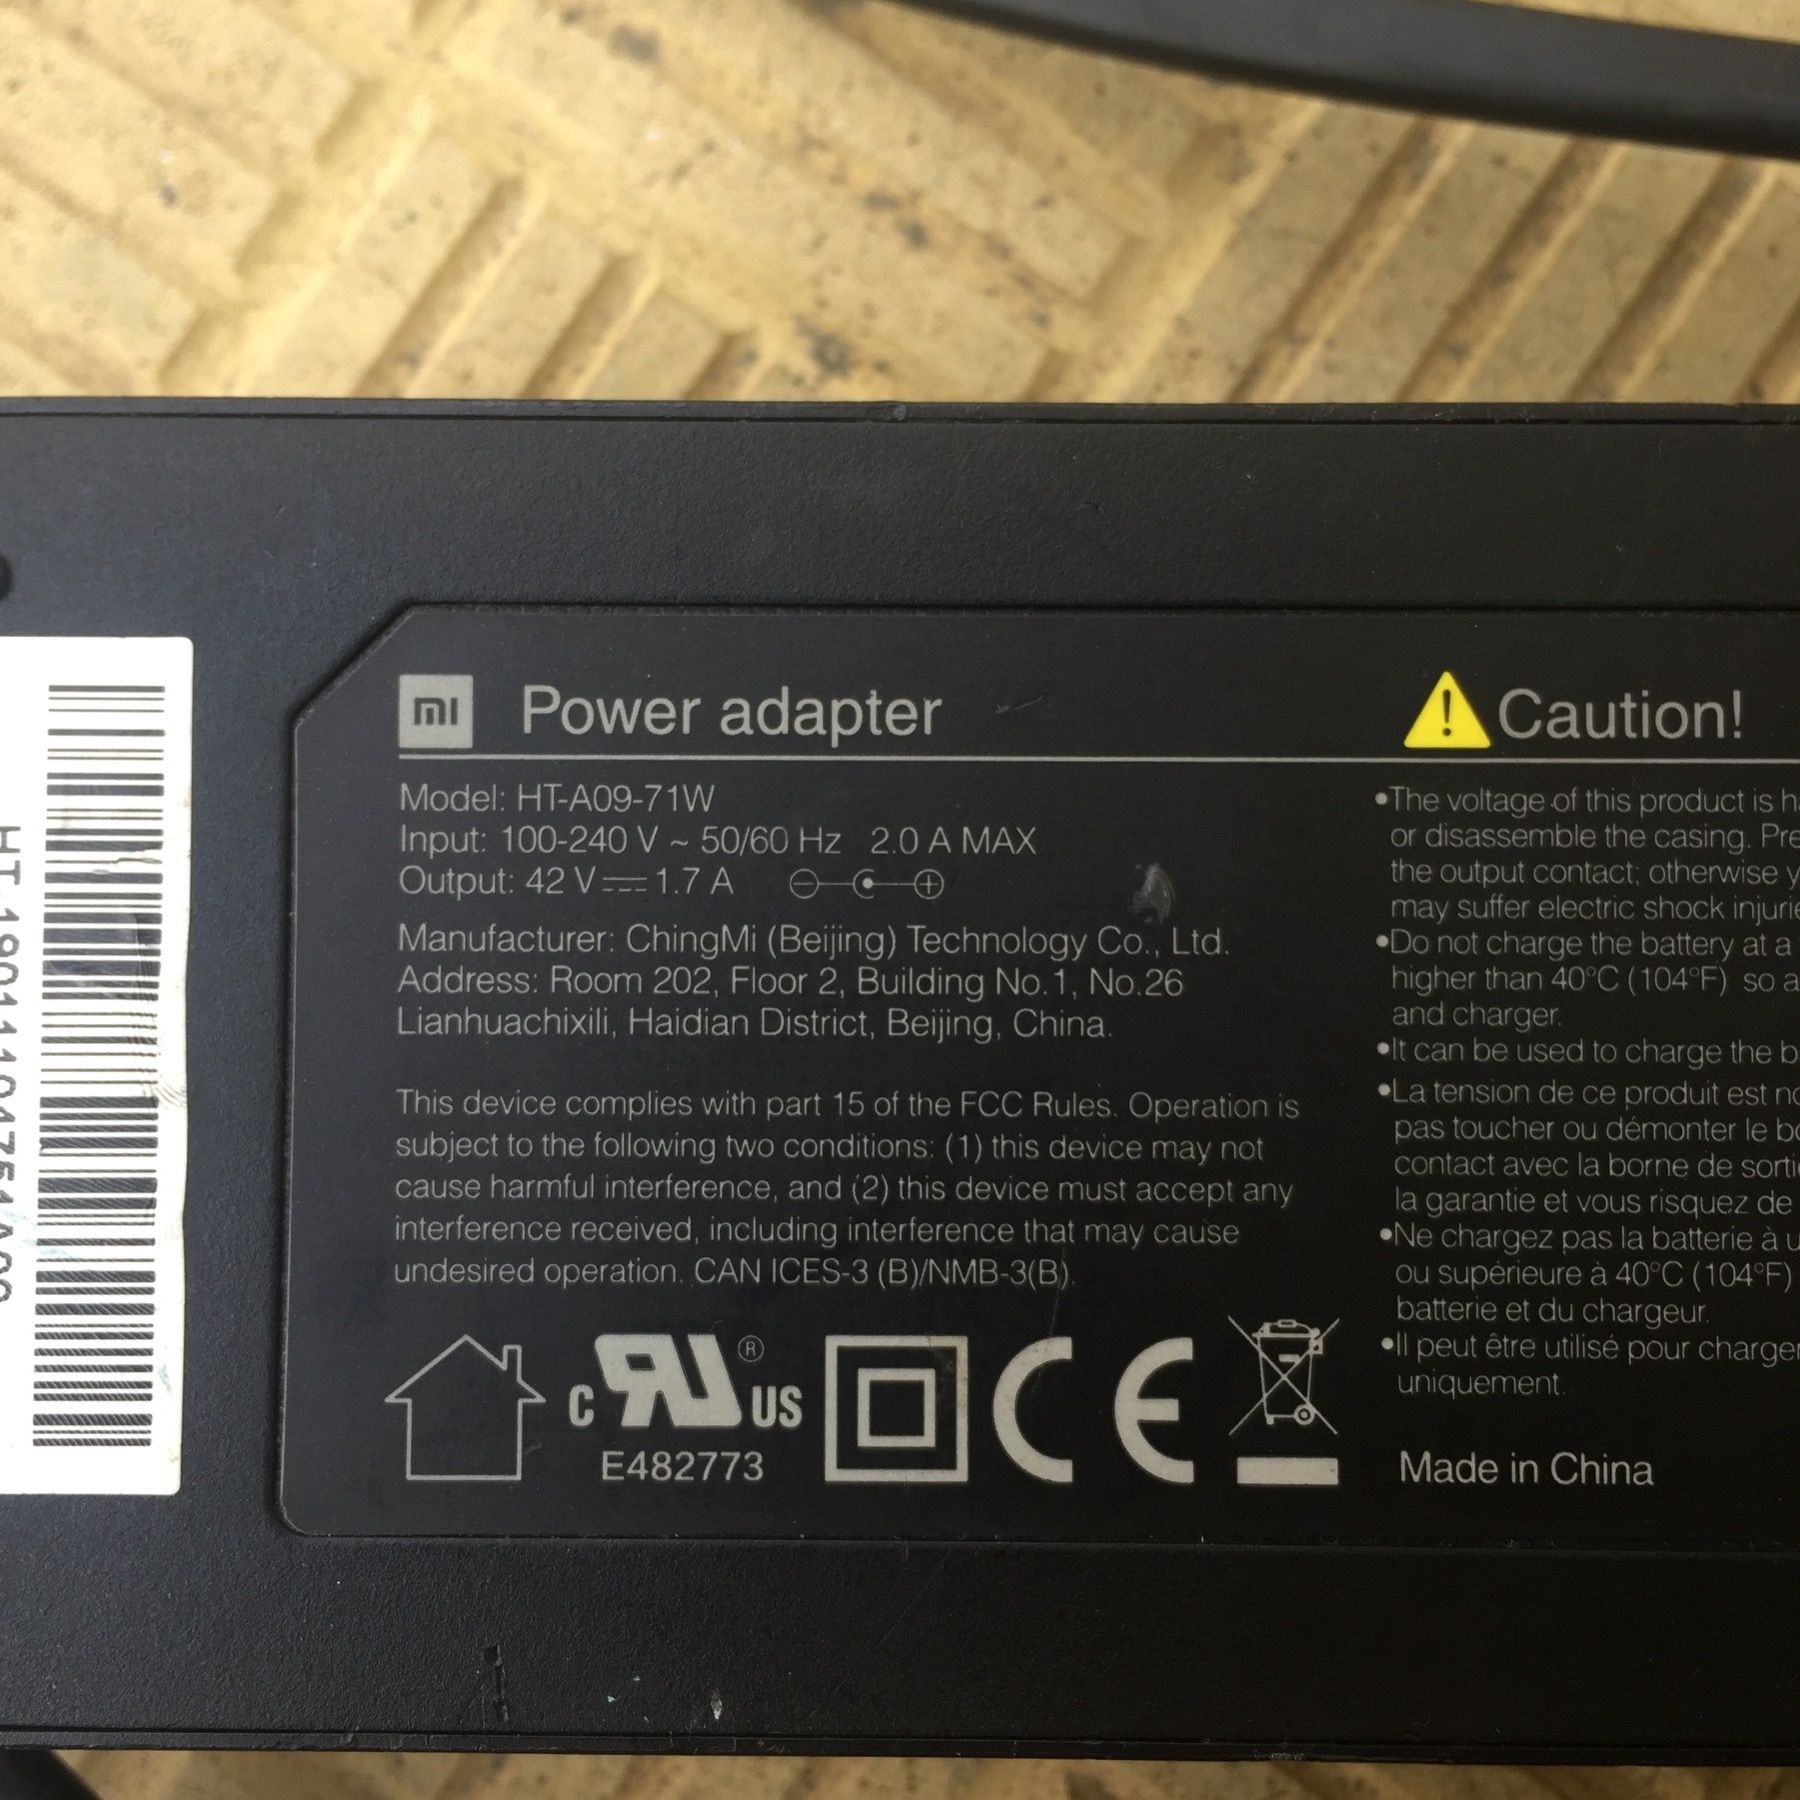 mi Power adapter
Model: HT-A09-71W
Input: 100-240 V ~ 50/60 Hz 2.0 A MAX
Output: 42 V⎓1.7 A
Manufacturer: ChingMi (Beijing) Technology Co., Ltd.
Address: Room 202, Floor 2, Building No.1, No.26
Lianhuachixili, Haidian District, Beijing, China.
This device complies with part 15 of the FCC Rules. Operation is
subject to the following two conditions: (1) this device may not
cause harmful interference, and (2) this device must accept any
interference received, including interference that may cause
undesired operation. CAN ICES-3 (B)/NMB-3(B).
c RU ® US
E482773
CE
Caution!
•The voltage of this product is
or disassemble the casing.
the output contact; otherwise
may suffer electric shock
•Do not charge the battery at a
higher than 40°C (104°F) so
and charger.
•It can be used to charge the
•La tension de ce produit est
pas toucher ou démonter le
contact avec la borne de
la garantie et vous risquez de
•Ne chargez pas la batterie à
ou supérieure à 40°C (104°F)
batterie et du chargeur.
•Il peut être utilisé pour
uniquement.
Made in China